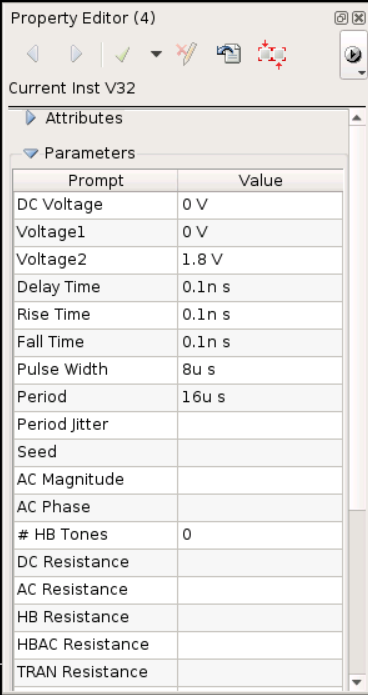 Property Editor (4)
Current Inst V32
Attributes
Parameters
Prompt Value
DC Voltage 0 V
Voltage1 0 V
Voltage2 1.8 V
Delay Time 0.1n s
Rise Time 0.1n s
Fall Time 0.1n s
Pulse Width 8u s
Period 16u s
Period Jitter
Seed
AC Magnitude
AC Phase
# HB Tones 0
DC Resistance
AC Resistance
HB Resistance
HBAC Resistance
TRAN Resistance